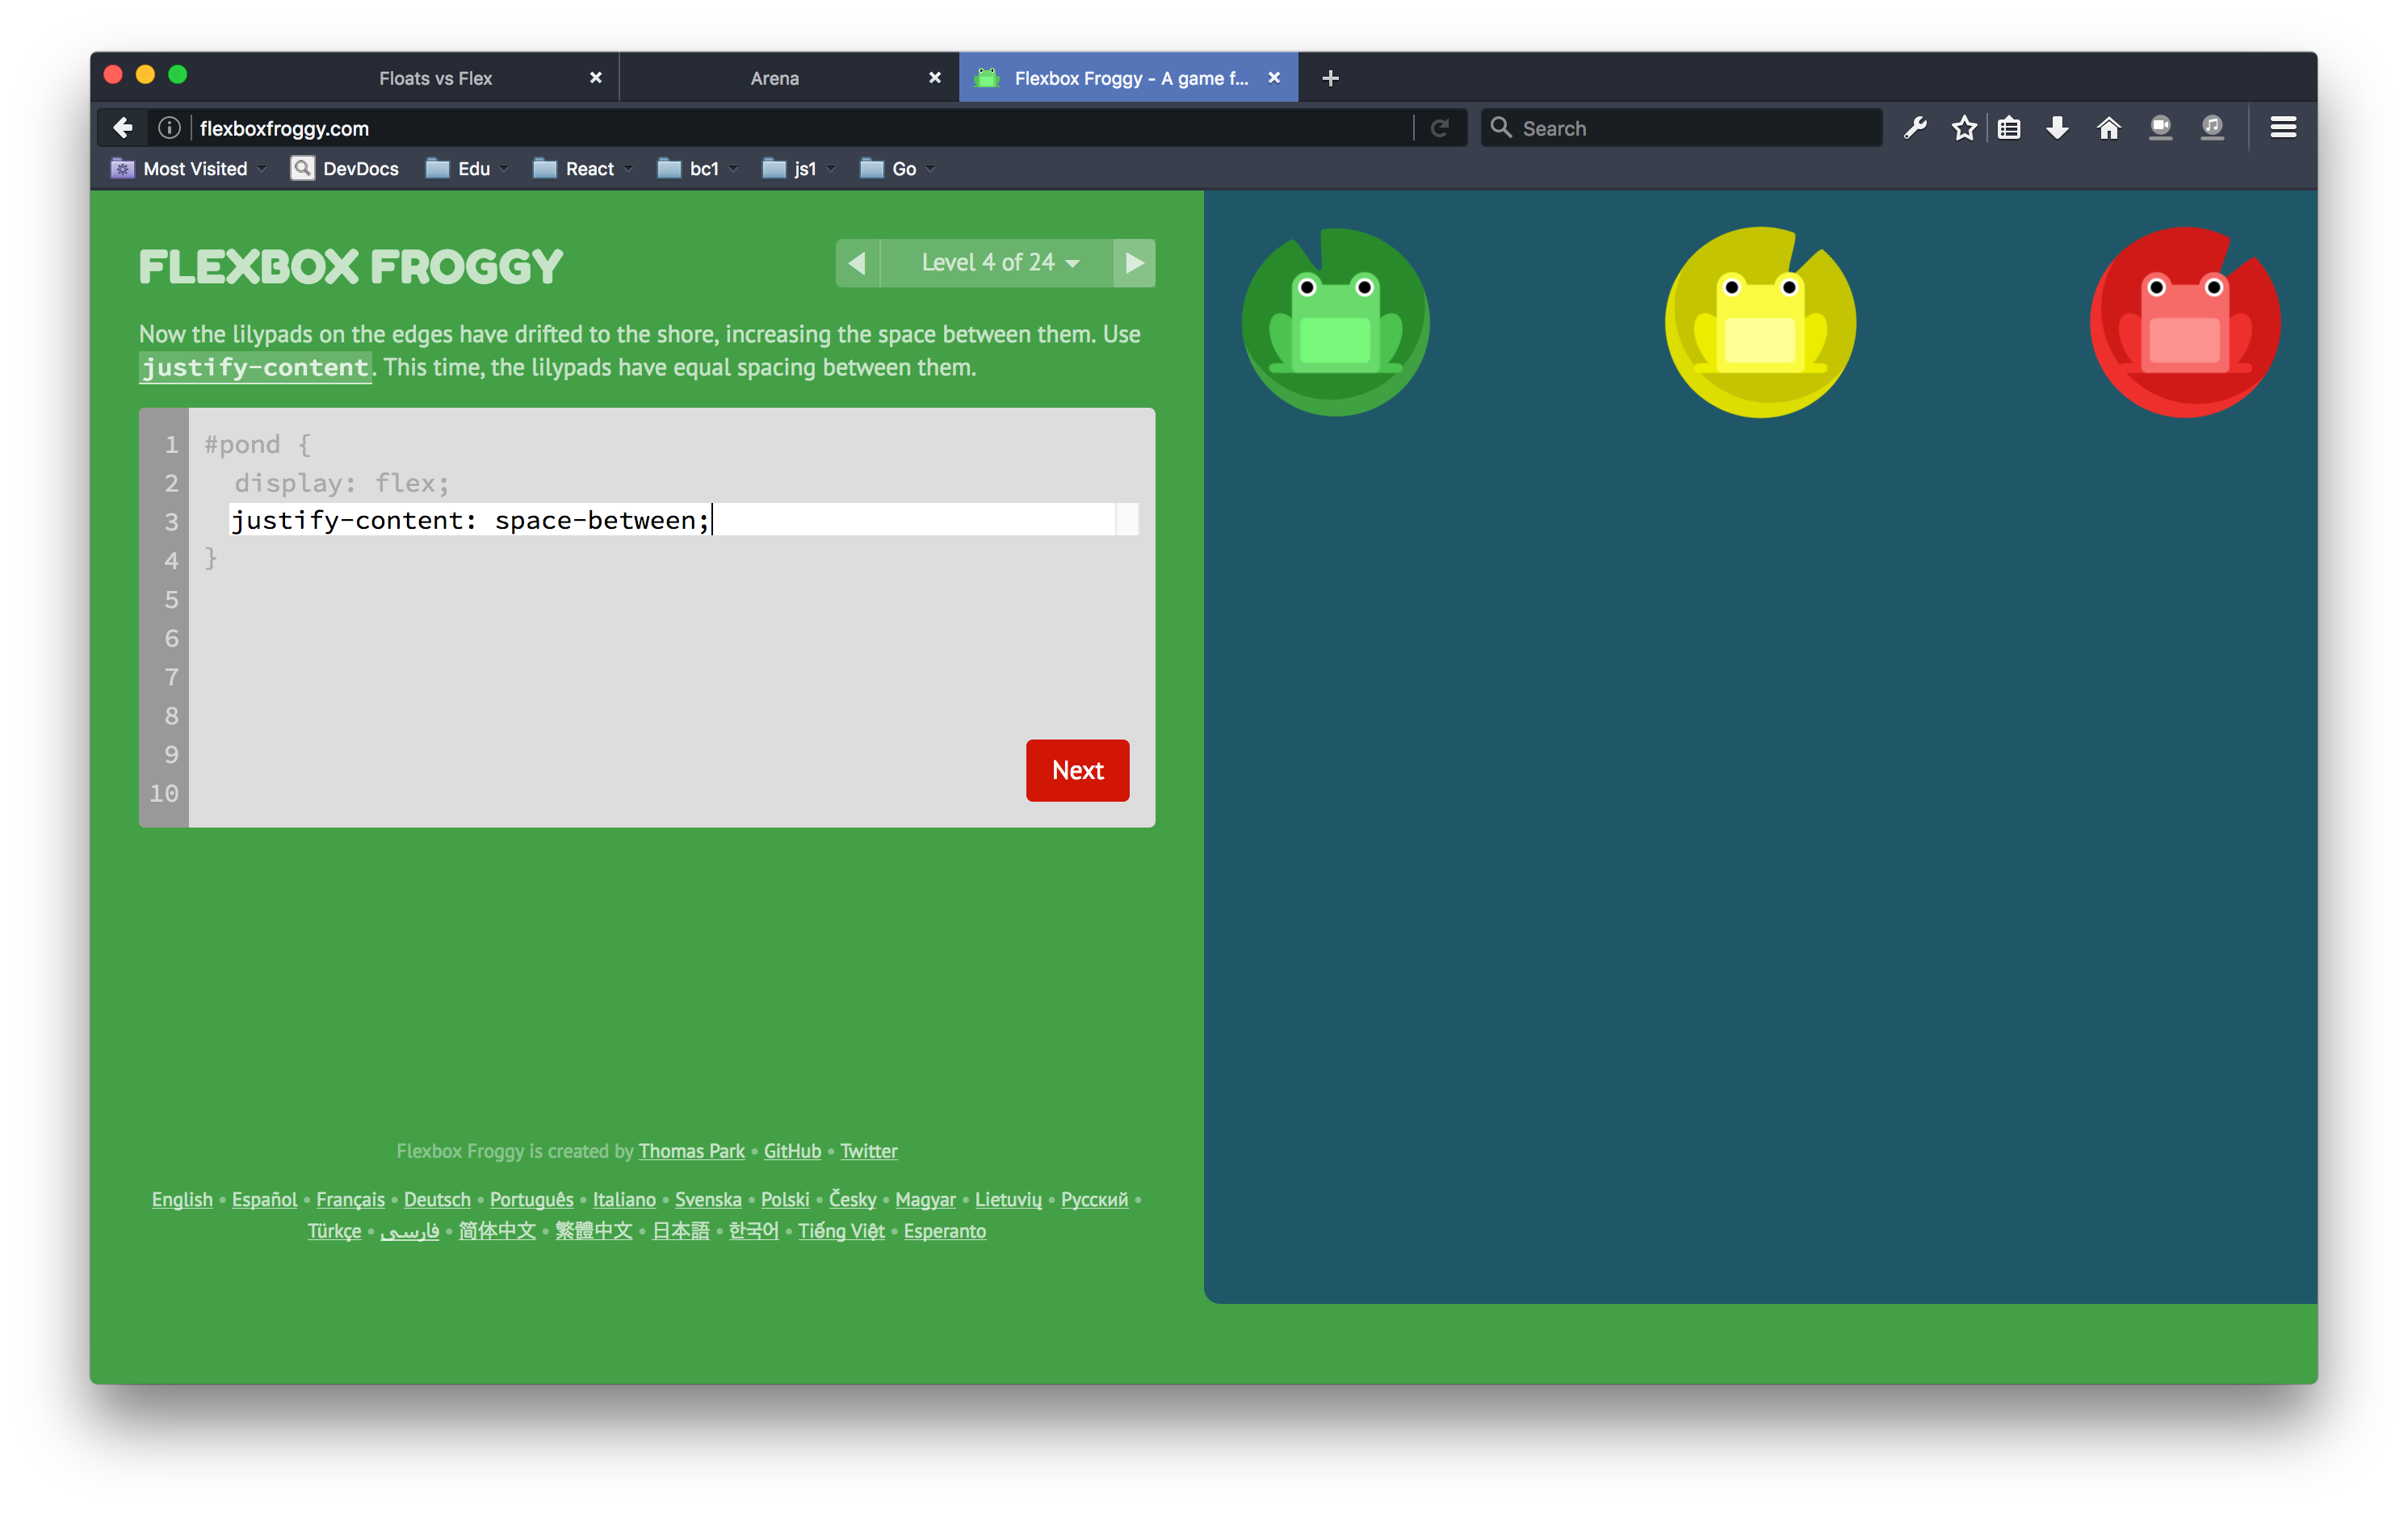 Floats vs Flex
Arena
Flexbox Froggy - A game f...
flexboxfroggy.com
Search
Most Visited
DevDocs
Edu
React
bc1
js1
Go
FLEXBOX FROGGY
Level 4 of 24
Now the lilypads on the edges have drifted to the shore, increasing the space between them. Use
justify-content. This time, the lilypads have equal spacing between them.
1 #pond {
2 display: flex;
3 justify-content: space-between;
4 }
5
6
7
8
9
10
Next
Flexbox Froggy is created by Thomas Park • GitHub • Twitter
English • Español • Français • Deutsch • Português • Italiano • Svenska • Polski • Česky • Magyar • Lietuvių • Русский •
Türkçe • فارسی • 简体中文 • 繁體中文 • 日本語 • 한국어 • Tiếng Việt • Esperanto